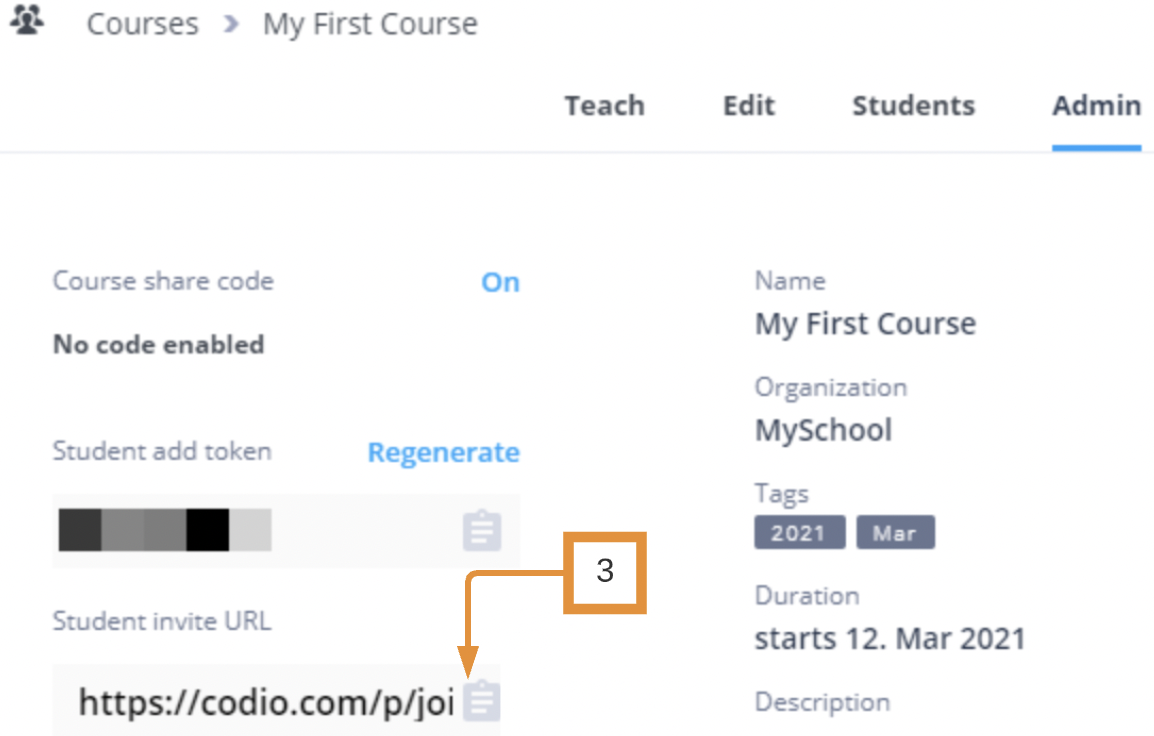 Courses > My First Course
Teach Edit Students Admin
Course share code On
No code enabled
Student add token Regenerate
3
Student invite URL
https://codio.com/p/joi
Name
My First Course
Organization
MySchool
Tags
2021 Mar
Duration
starts 12. Mar 2021
Description